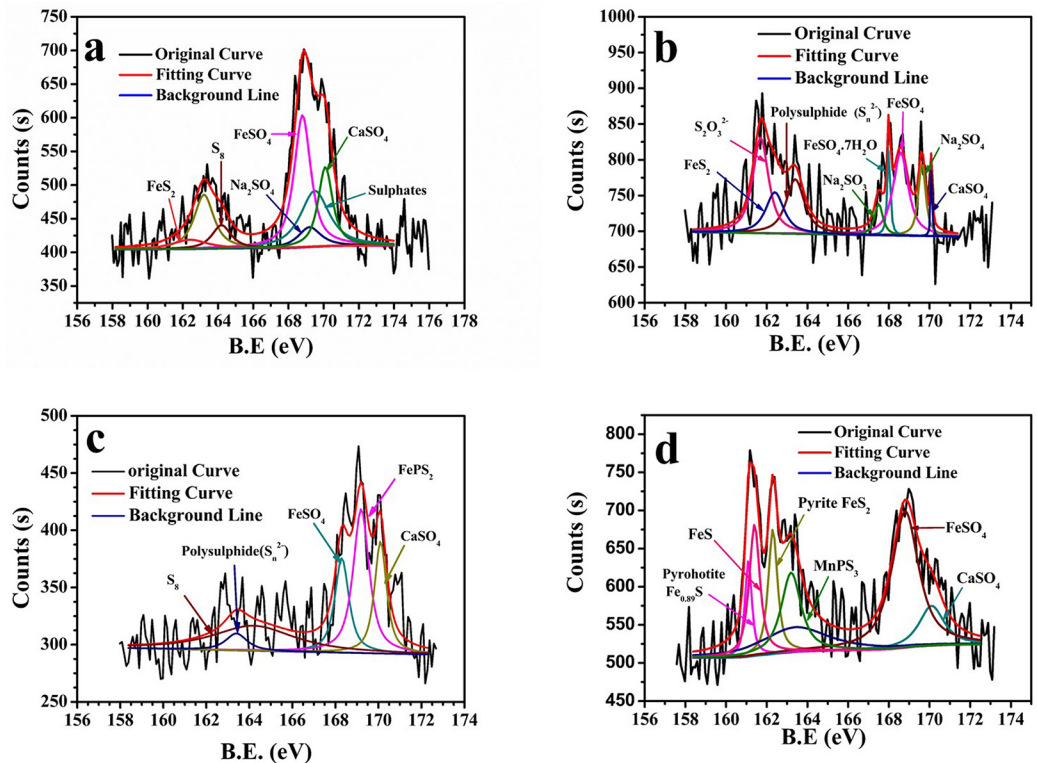 a
Original Curve
Fitting Curve
Background Line
FeSO4
CaSO4
S8
FeS2
Na2SO4
Sulphates
Counts (s)
750
700
650
600
550
500
450
400
350
156 158 160 162 164 166 168 170 172 174 176 178
B.E (eV)
b
Original Cruve
Fitting Curve
Background Line
S2O3^2-
Polysulphide (Sn^2-)
FeSO4
FeSO4.7H2O
Na2SO4
FeS2
Na2SO3
CaSO4
Counts (s)
1000
950
900
850
800
750
700
650
600
156 158 160 162 164 166 168 170 172 174
B.E. (eV)
c
original Curve
Fitting Curve
Background Line
FePS2
FeSO4
CaSO4
Polysulphide(Sn^2-)
S8
Counts (s)
500
450
400
350
300
250
156 158 160 162 164 166 168 170 172 174
B.E. (eV)
d
Original Curve
Fitting Curve
Background Line
Pyrite FeS2
FeSO4
FeS
MnPS3
Pyrohotite
Fe0.89S
CaSO4
Counts (s)
800
750
700
650
600
550
500
450
156 158 160 162 164 166 168 170 172 174
B.E (eV)